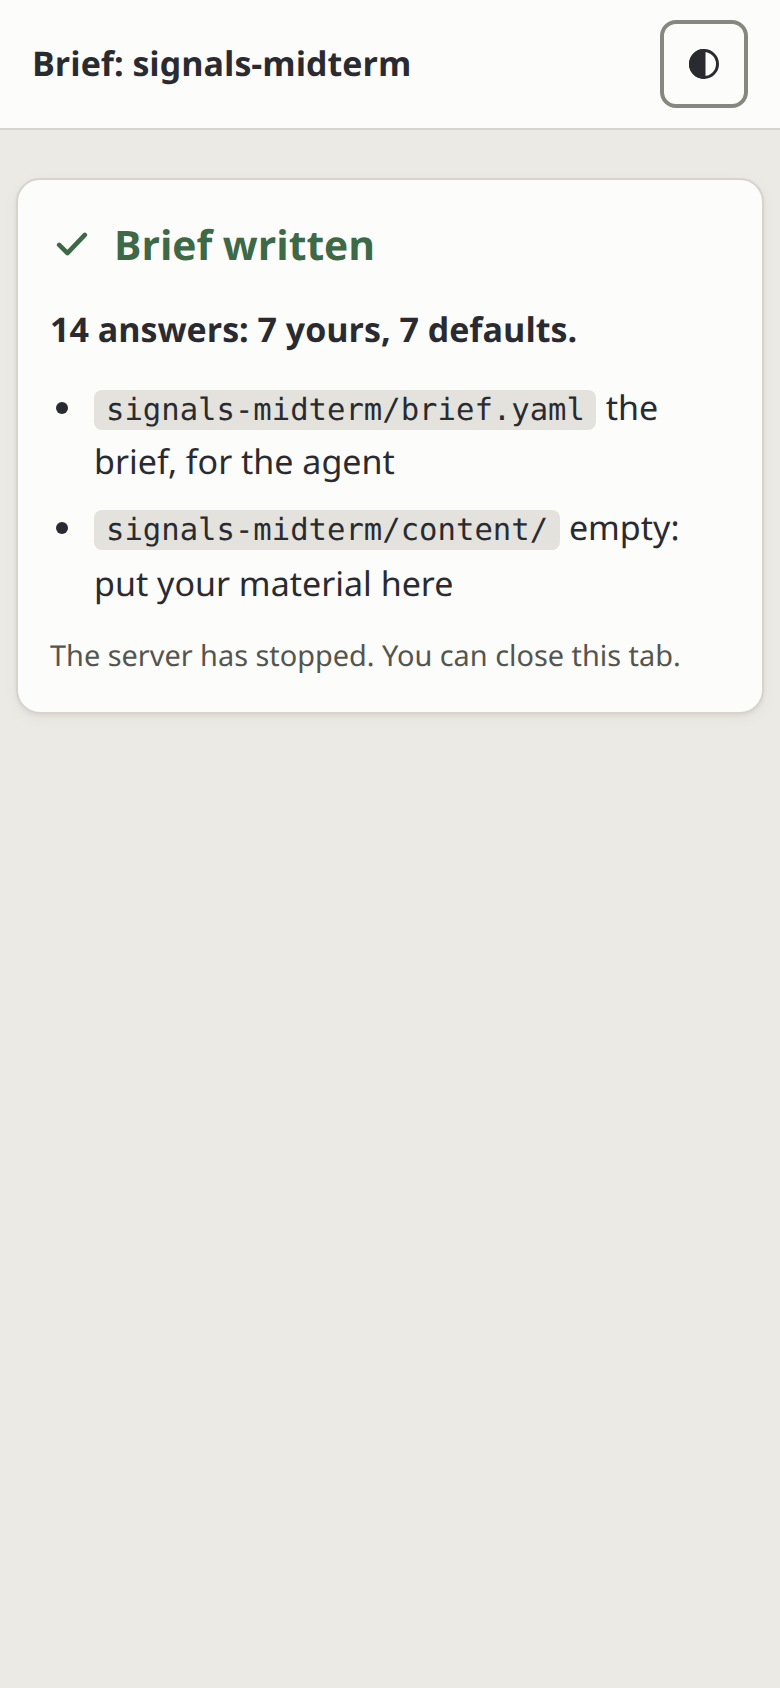 Brief: signals-midterm
Brief written
14 answers: 7 yours, 7 defaults.
signals-midterm/brief.yaml the
brief, for the agent
signals-midterm/content/ empty:
put your material here
The server has stopped. You can close this tab.